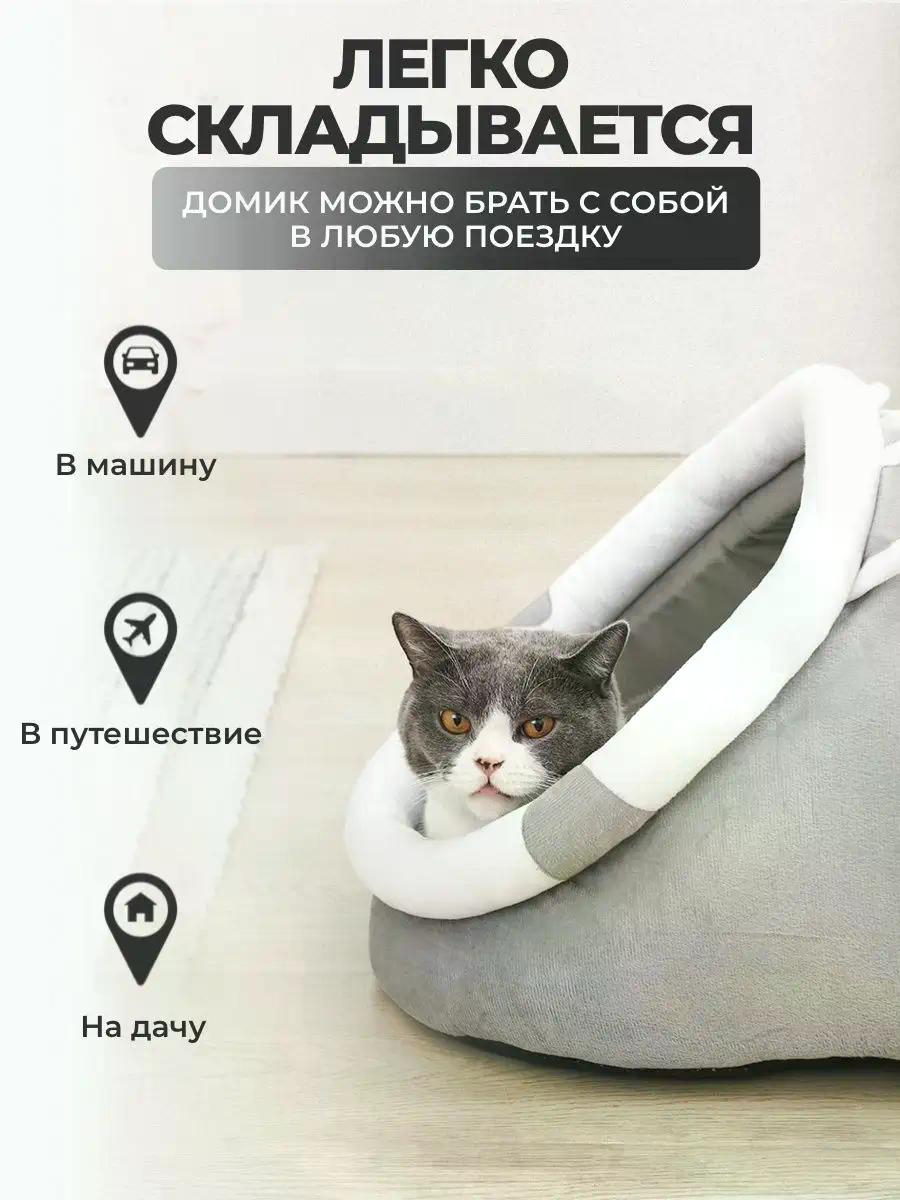 ЛЕГКО
СКЛАДЫВАЕТСЯ
ДОМИК МОЖНО БРАТЬ С СОБОЙ
В ЛЮБУЮ ПОЕЗДКУ
В машину
В путешествие
На дачу